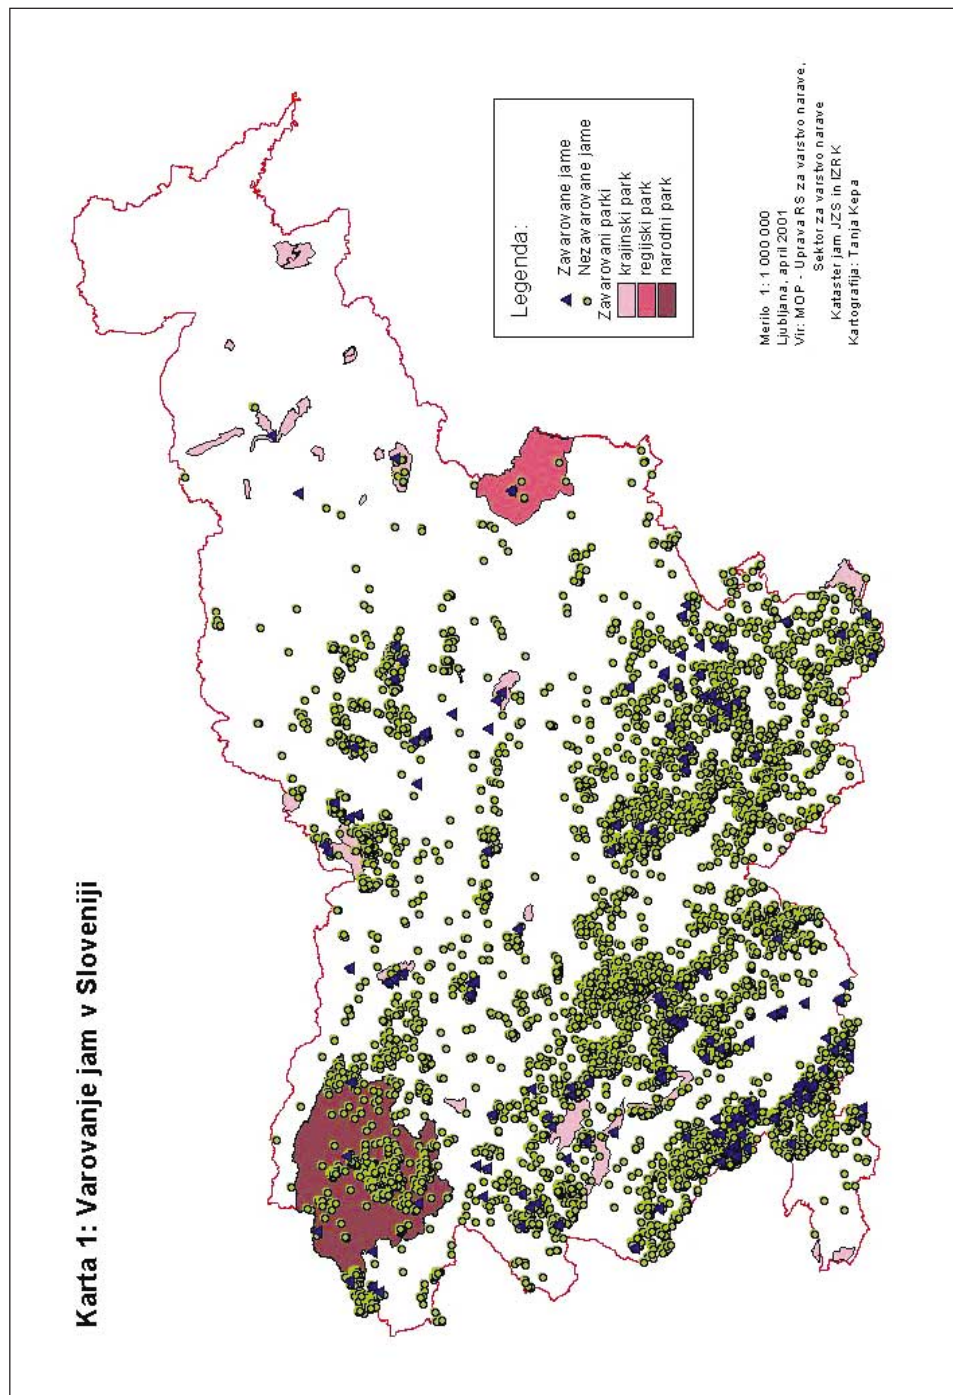 Karta 1: Varovanje jam v Sloveniji
Legenda:
Zavarovane jame
Nezavarovane jame
Zavarovani parki
krajinski park
regijski park
narodni park
Merilo 1: 1 000 000
Ljubljana, april 2001
Vir: MOP - Uprava RS za varstvo narave,
Sektor za varstvo narave
Kataster jam JZS in IZRK
Kartografija: Tanja Kepa